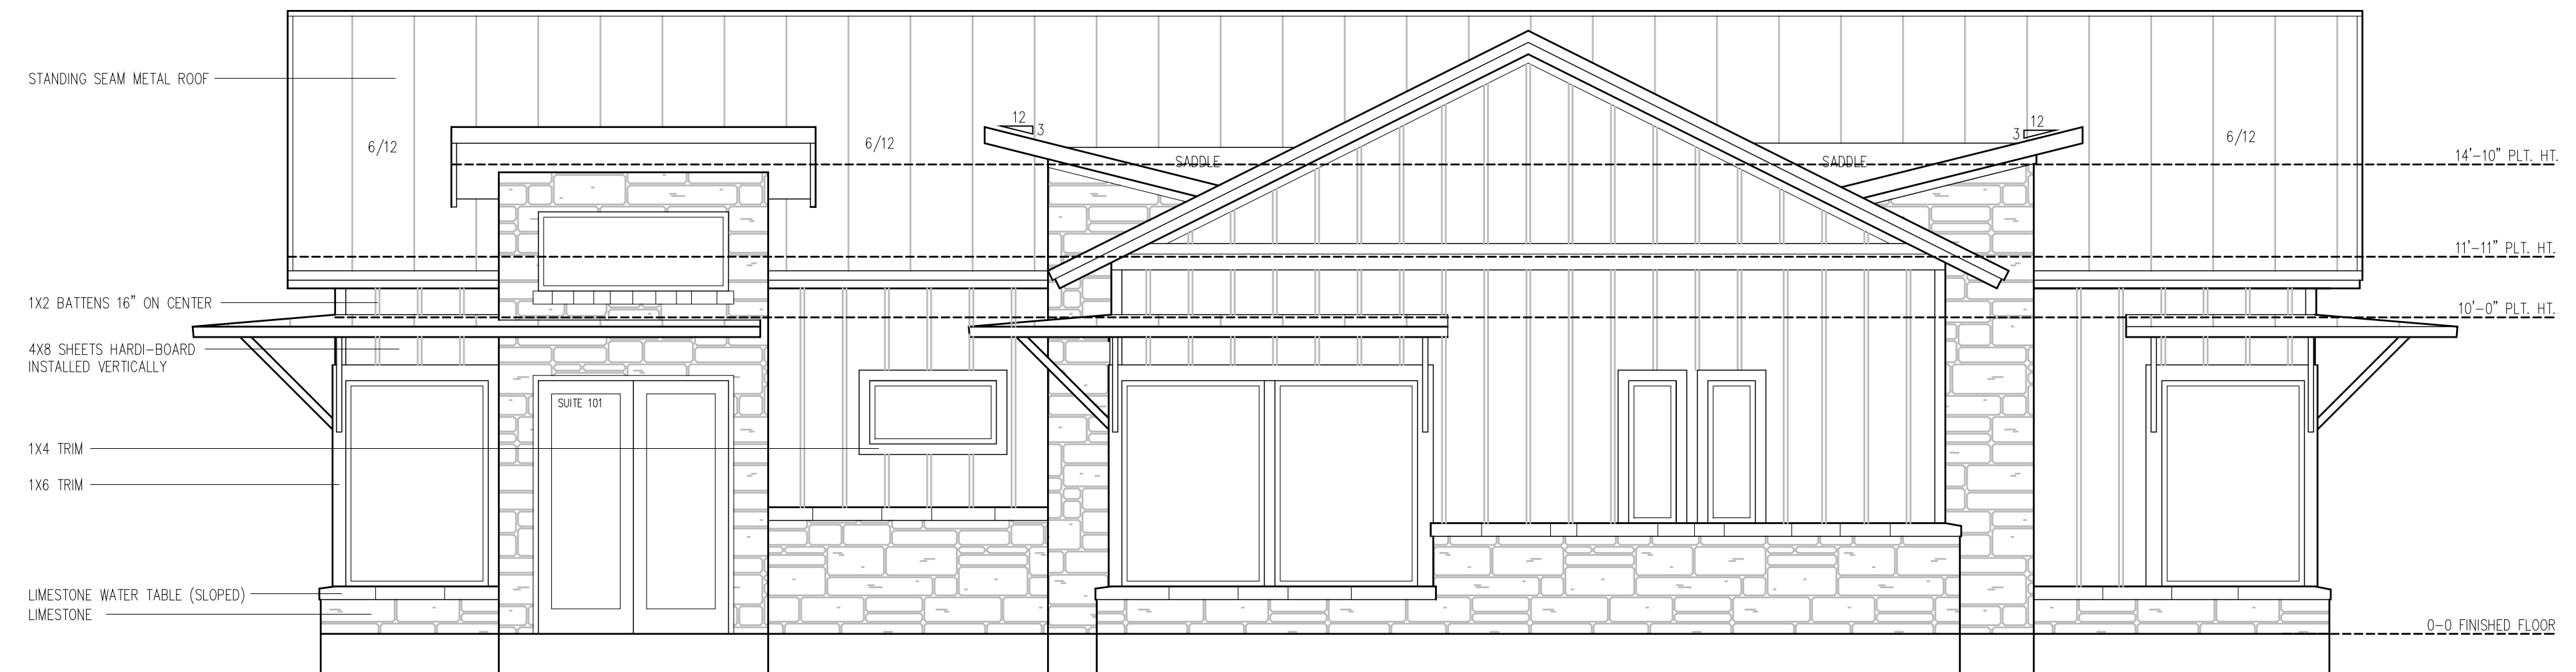 STANDING SEAM METAL ROOF
12
3
12
3
6/12
6/12
6/12
SADDLE
SADDLE
14'-10" PLT. HT.
11'-11" PLT. HT.
1X2 BATTENS 16" ON CENTER
10'-0" PLT. HT.
4X8 SHEETS HARDI-BOARD
INSTALLED VERTICALLY
SUITE 101
1X4 TRIM
1X6 TRIM
LIMESTONE WATER TABLE (SLOPED)
LIMESTONE
0-0 FINISHED FLOOR